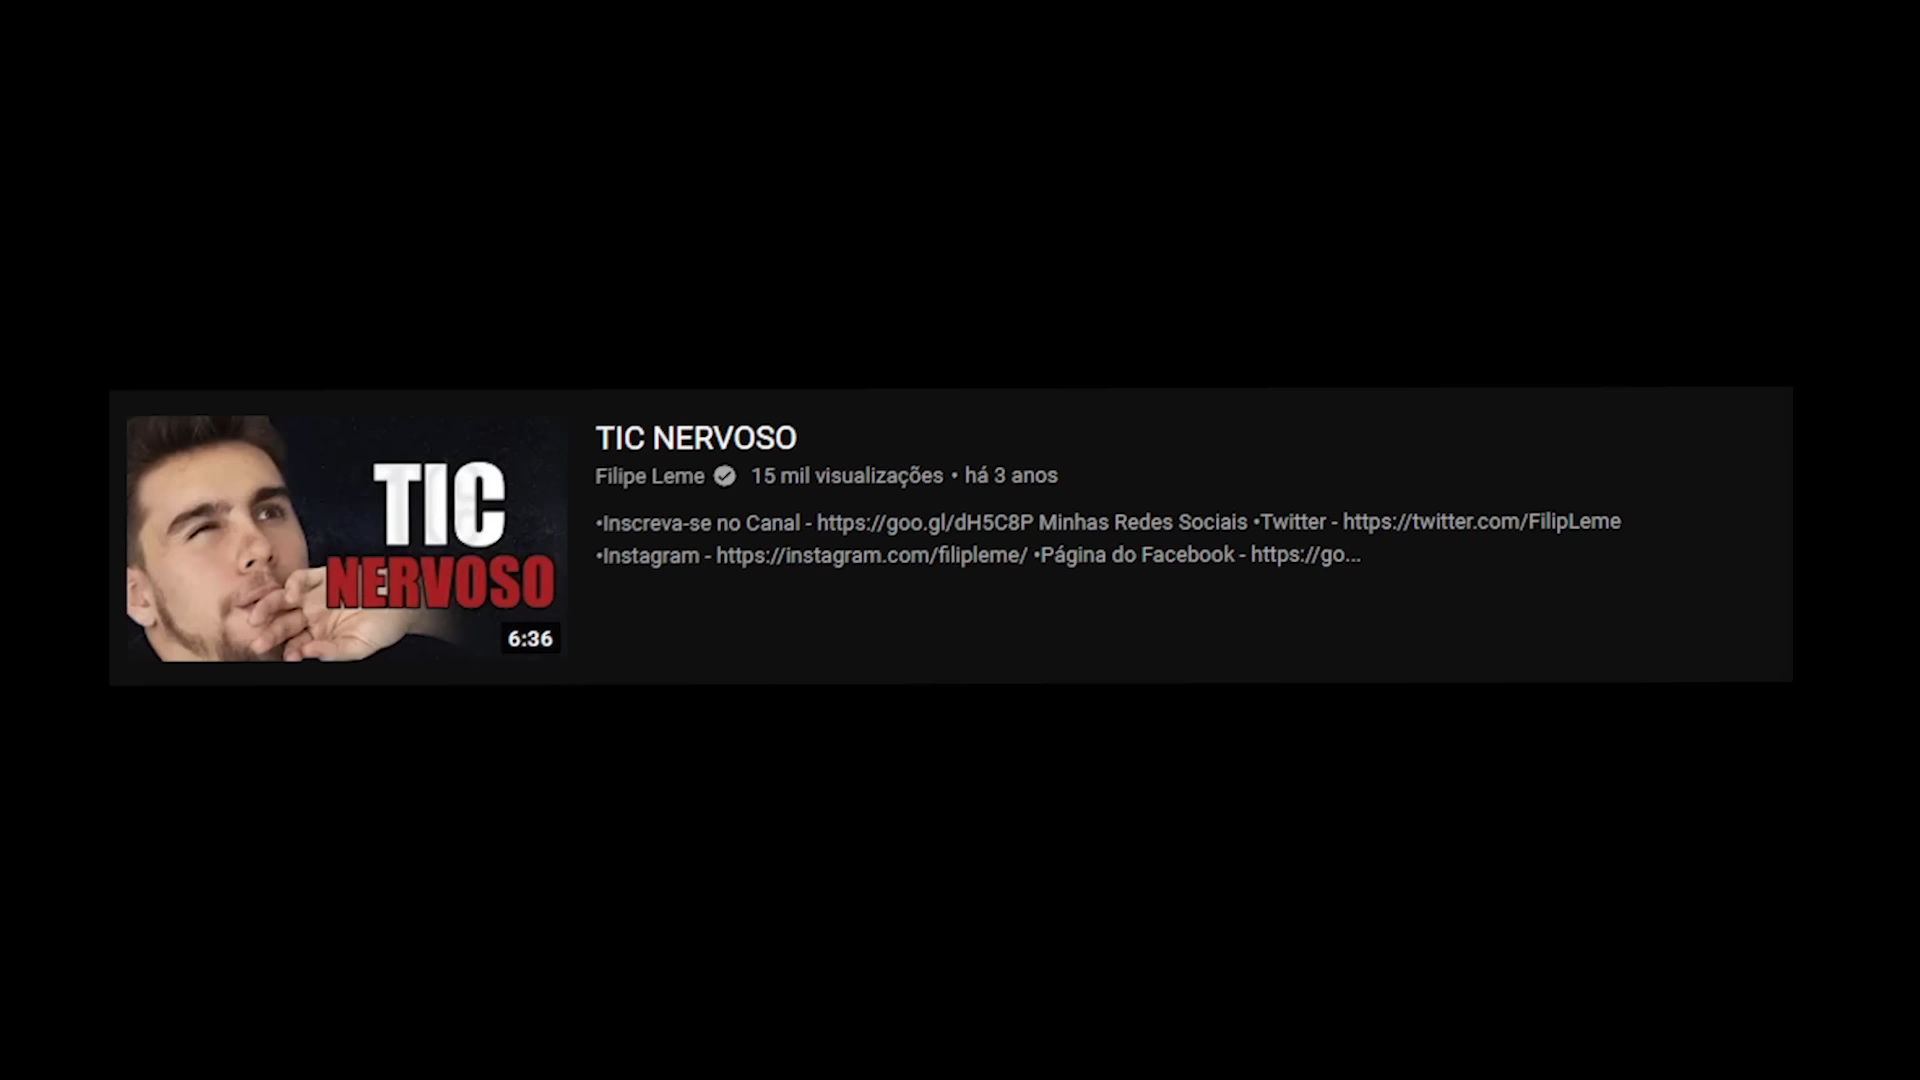 TIC
NERVOSO
6:36
TIC NERVOSO
Filipe Leme 15 mil visualizações • há 3 anos
•Inscreva-se no Canal - https://goo.gl/dH5C8P Minhas Redes Sociais •Twitter - https://twitter.com/FilipLeme
•Instagram - https://instagram.com/filipleme/ •Página do Facebook - https://go...